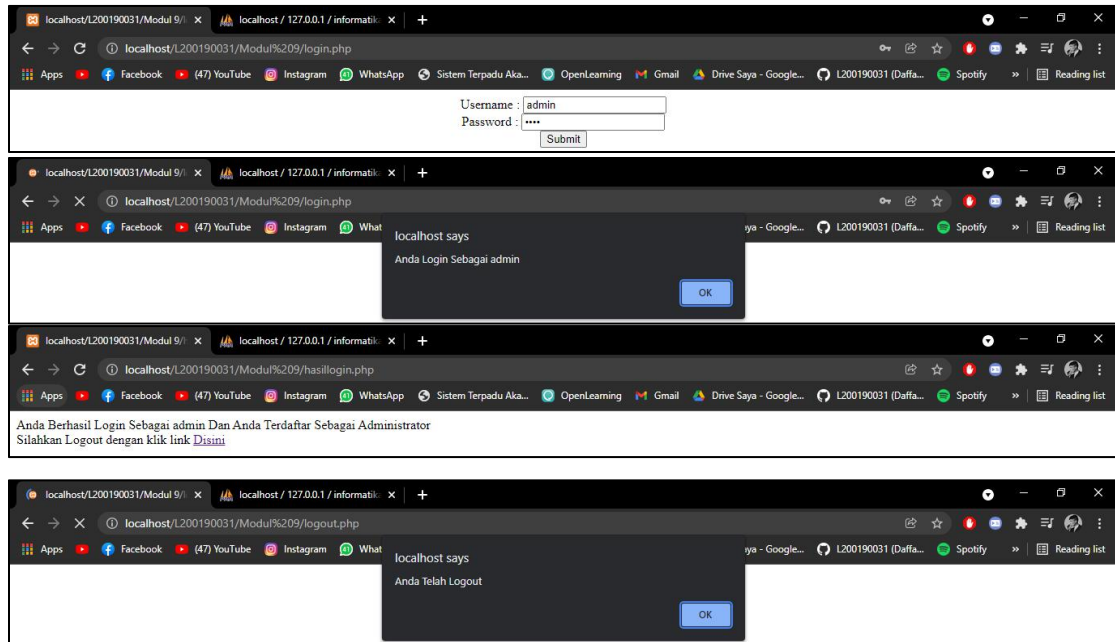 localhost/L200190031/Modul 9/ localhost / 127.0.0.1 / informatika
localhost/L200190031/Modul%209/login.php
Apps Facebook (47) YouTube Instagram WhatsApp Sistem Terpadu Aka... OpenLearning Gmail Drive Saya - Google... L200190031 (Daffa... Spotify » Reading list
Username : admin
Password : ••••
Submit
localhost/L200190031/Modul 9/ localhost / 127.0.0.1 / informatika
localhost/L200190031/Modul%209/login.php
Apps Facebook (47) YouTube Instagram What aya - Google... L200190031 (Daffa... Spotify » Reading list
localhost says
Anda Login Sebagai admin
OK
localhost/L200190031/Modul 9/ localhost / 127.0.0.1 / informatika
localhost/L200190031/Modul%209/hasillogin.php
Apps Facebook (47) YouTube Instagram WhatsApp Sistem Terpadu Aka... OpenLearning Gmail Drive Saya - Google... L200190031 (Daffa... Spotify » Reading list
Anda Berhasil Login Sebagai admin Dan Anda Terdaftar Sebagai Administrator
Silahkan Logout dengan klik link Disini
localhost/L200190031/Modul 9/ localhost / 127.0.0.1 / informatika
localhost/L200190031/Modul%209/logout.php
Apps Facebook (47) YouTube Instagram What aya - Google... L200190031 (Daffa... Spotify » Reading list
localhost says
Anda Telah Logout
OK